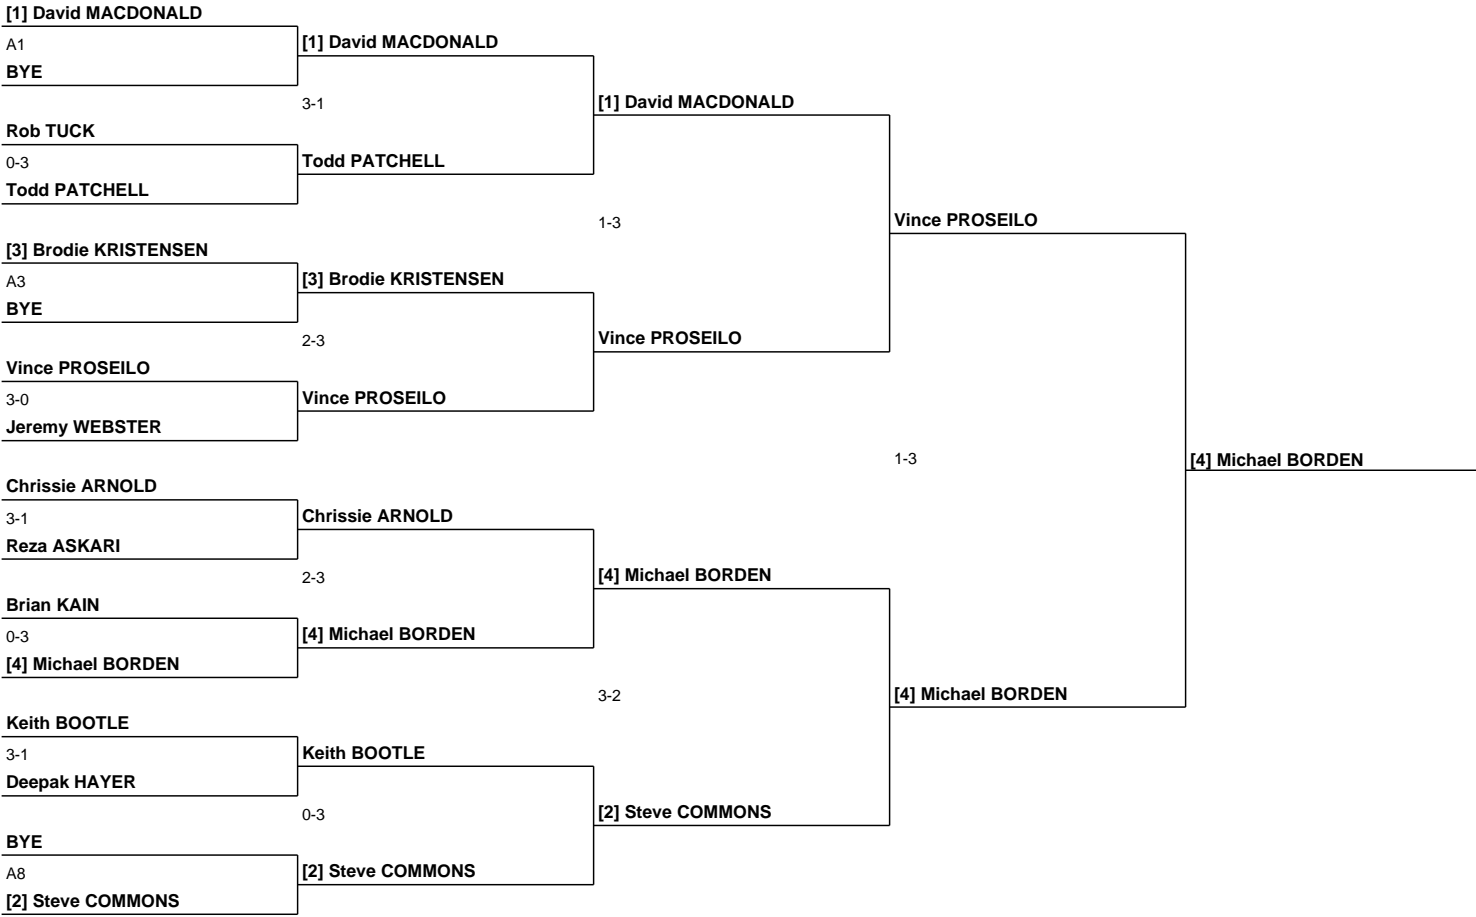 [1] David MACDONALD
A1
BYE
Rob TUCK
0-3
Todd PATCHELL
[3] Brodie KRISTENSEN
A3
BYE
Vince PROSEILO
3-0
Jeremy WEBSTER
Chrissie ARNOLD
3-1
Reza ASKARI
Brian KAIN
0-3
[4] Michael BORDEN
Keith BOOTLE
3-1
Deepak HAYER
BYE
A8
[2] Steve COMMONS
[1] David MACDONALD
3-1
Todd PATCHELL
[3] Brodie KRISTENSEN
2-3
Vince PROSEILO
Chrissie ARNOLD
2-3
[4] Michael BORDEN
Keith BOOTLE
0-3
[2] Steve COMMONS
[1] David MACDONALD
1-3
Vince PROSEILO
[4] Michael BORDEN
3-2
[2] Steve COMMONS
Vince PROSEILO
1-3
[4] Michael BORDEN
[4] Michael BORDEN